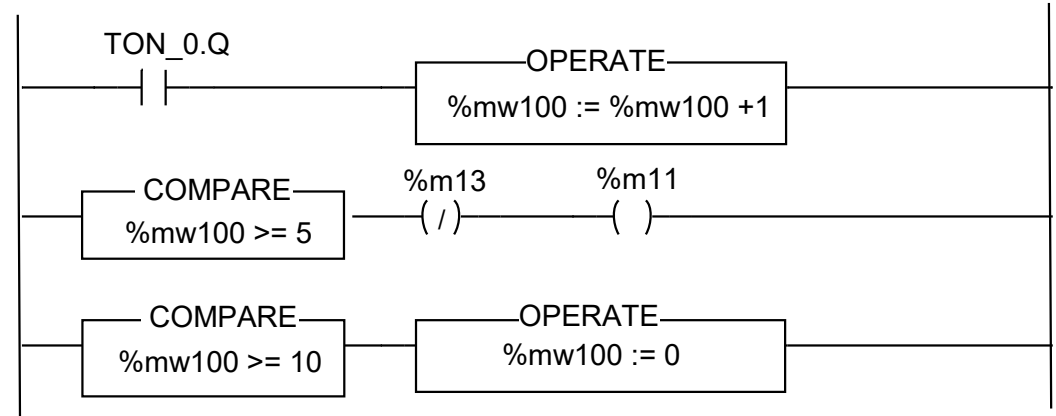 TON_0.Q
OPERATE
%mw100 := %mw100 +1
COMPARE
%mw100 >= 5
%m13
( / )
%m11
( )
COMPARE
%mw100 >= 10
OPERATE
%mw100 := 0